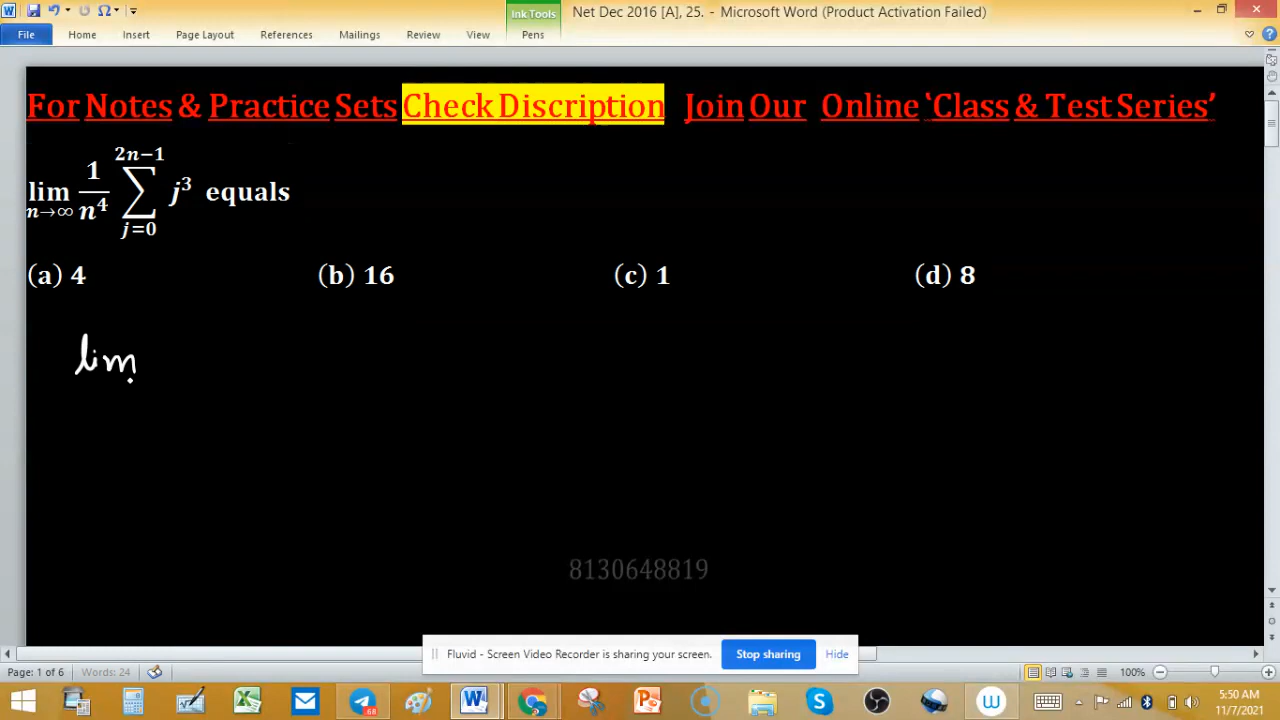 Ink Tools
Net Dec 2016 [A], 25. - Microsoft Word (Product Activation Failed)
File Home Insert Page Layout References Mailings Review View Pens
For Notes & Practice Sets Check Discription Join Our Online ‘Class & Test Series’
lim n→∞ 1/n⁴ ∑ j=0 2n−1 j³ equals
(a) 4 (b) 16 (c) 1 (d) 8
lim
8130648819
Fluvid - Screen Video Recorder is sharing your screen. Stop sharing Hide
Page: 1 of 6 Words: 24 100%
68
5:50 AM
11/7/2021